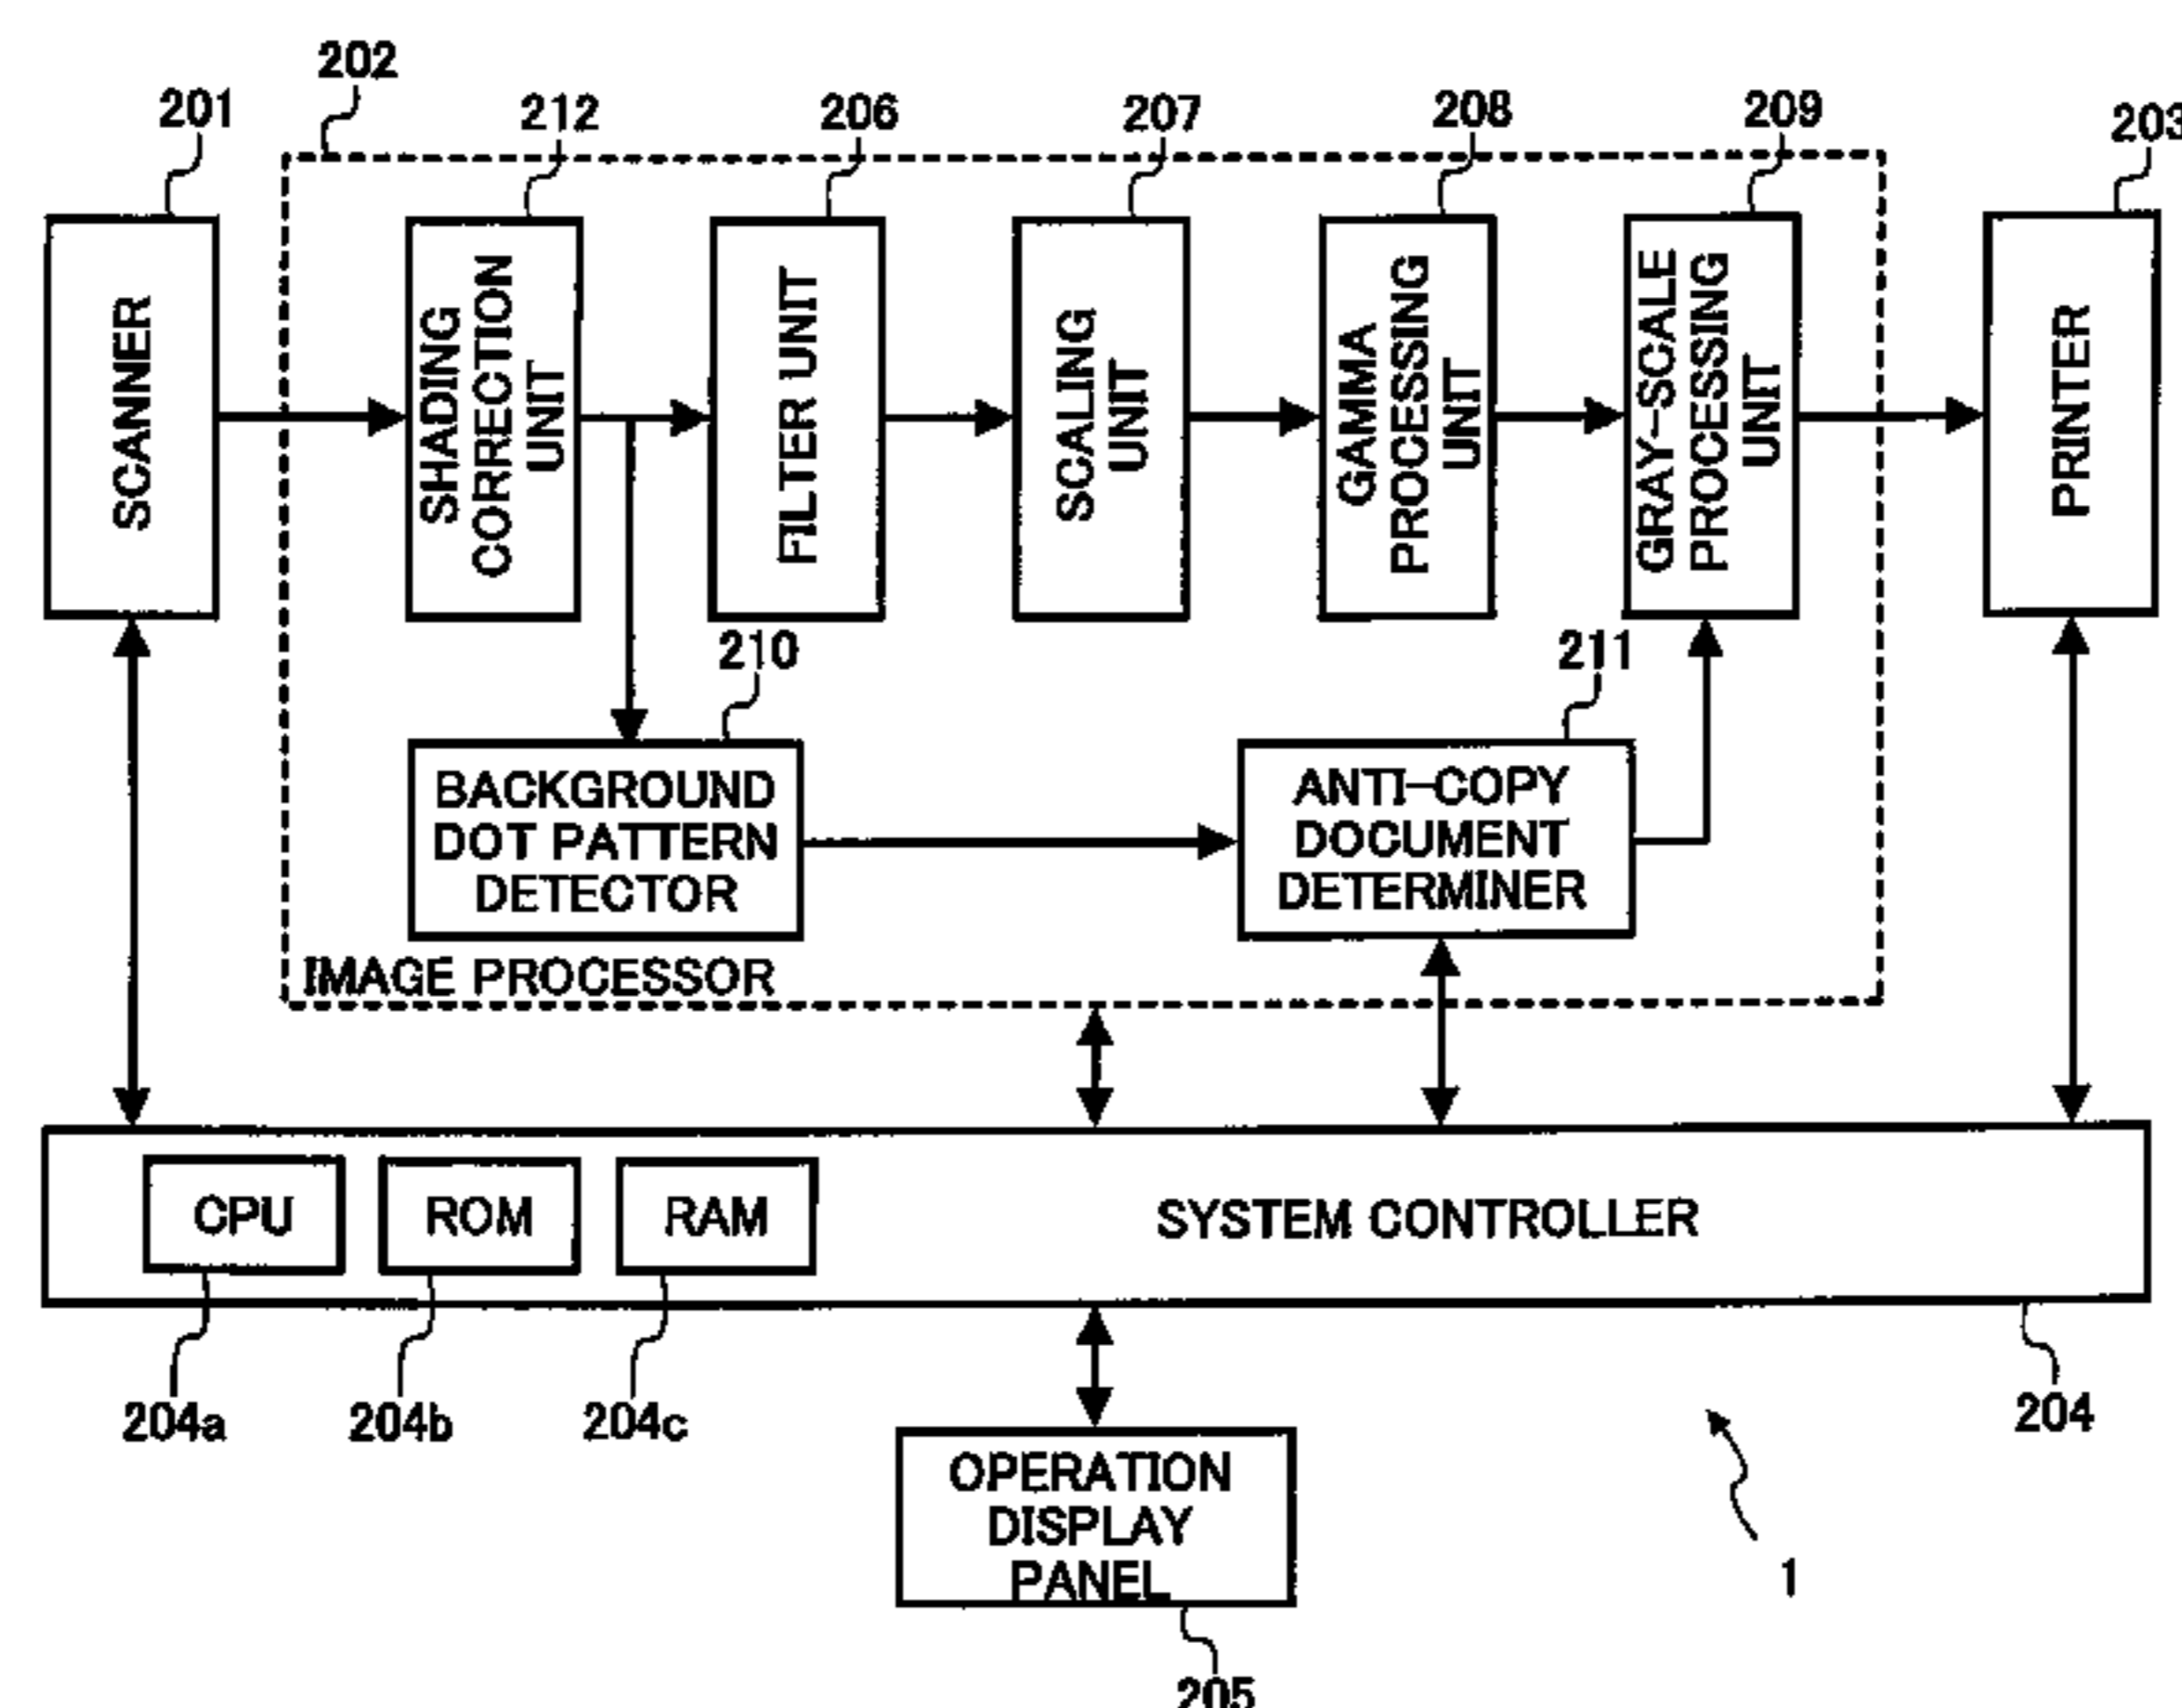 202
201
212
206
207
208
209
203
SCANNER
SHADING
CORRECTION
UNIT
FILTER UNIT
SCALING
UNIT
GAMMA
PROCESSING
UNIT
GRAY-SCALE
PROCESSING
UNIT
PRINTER
210
211
BACKGROUND
DOT PATTERN
DETECTOR
ANTI-COPY
DOCUMENT
DETERMINER
IMAGE PROCESSOR
CPU
ROM
RAM
SYSTEM CONTROLLER
204a
204b
204c
204
OPERATION
DISPLAY
PANEL
1
205